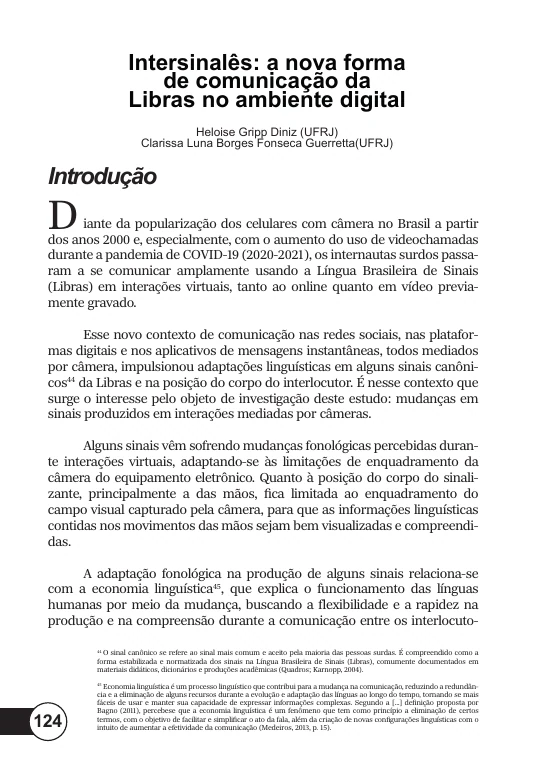 Intersinalês: a nova forma
de comunicação da
Libras no ambiente digital
Heloise Gripp Diniz (UFRJ)
Clarissa Luna Borges Fonseca Guerretta(UFRJ)
Introdução
Diante da popularização dos celulares com câmera no Brasil a partir
dos anos 2000 e, especialmente, com o aumento do uso de videochamadas
durante a pandemia de COVID-19 (2020-2021), os internautas surdos passa-
ram a se comunicar amplamente usando a Língua Brasileira de Sinais
(Libras) em interações virtuais, tanto ao online quanto em vídeo previa-
mente gravado.
Esse novo contexto de comunicação nas redes sociais, nas platafor-
mas digitais e nos aplicativos de mensagens instantâneas, todos mediados
por câmera, impulsionou adaptações linguísticas em alguns sinais canôni-
cos⁴⁴ da Libras e na posição do corpo do interlocutor. É nesse contexto que
surge o interesse pelo objeto de investigação deste estudo: mudanças em
sinais produzidos em interações mediadas por câmeras.
Alguns sinais vêm sofrendo mudanças fonológicas percebidas duran-
te interações virtuais, adaptando-se às limitações de enquadramento da
câmera do equipamento eletrônico. Quanto à posição do corpo do sinali-
zante, principalmente a das mãos, fica limitada ao enquadramento do
campo visual capturado pela câmera, para que as informações linguísticas
contidas nos movimentos das mãos sejam bem visualizadas e compreendi-
das.
A adaptação fonológica na produção de alguns sinais relaciona-se
com a economia linguística⁴⁵, que explica o funcionamento das línguas
humanas por meio da mudança, buscando a flexibilidade e a rapidez na
produção e na compreensão durante a comunicação entre os interlocuto-
⁴⁴ O sinal canônico se refere ao sinal mais comum e aceito pela maioria das pessoas surdas. É compreendido como a
forma estabilizada e normatizada dos sinais na Língua Brasileira de Sinais (Libras), comumente documentados em
materiais didáticos, dicionários e produções acadêmicas (Quadros; Karnopp, 2004).
⁴⁵ Economia linguística é um processo linguístico que contribui para a mudança na comunicação, reduzindo a redundân-
cia e a eliminação de alguns recursos durante a evolução e adaptação das línguas ao longo do tempo, tornando se mais
fáceis de usar e manter sua capacidade de expressar informações complexas. Segundo a [...] definição proposta por
Bagno (2011), percebese que a economia linguística é um fenômeno que tem como princípio a eliminação de certos
termos, com o objetivo de facilitar e simplificar o ato da fala, além da criação de novas configurações linguísticas com o
intuito de aumentar a efetividade da comunicação (Medeiros, 2013, p. 15).
124